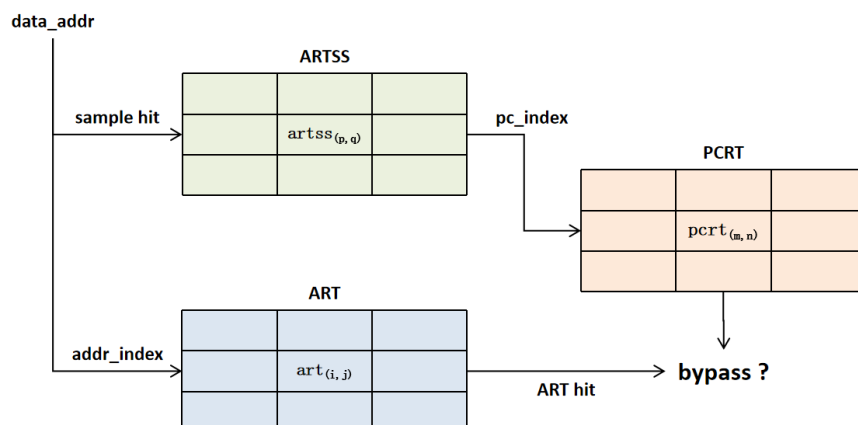 data_addr
ARTSS
sample hit
artss(p,q)
pc_index
PCRT
pcrt(m,n)
ART
addr_index
art(i,j)
ART hit
bypass ?